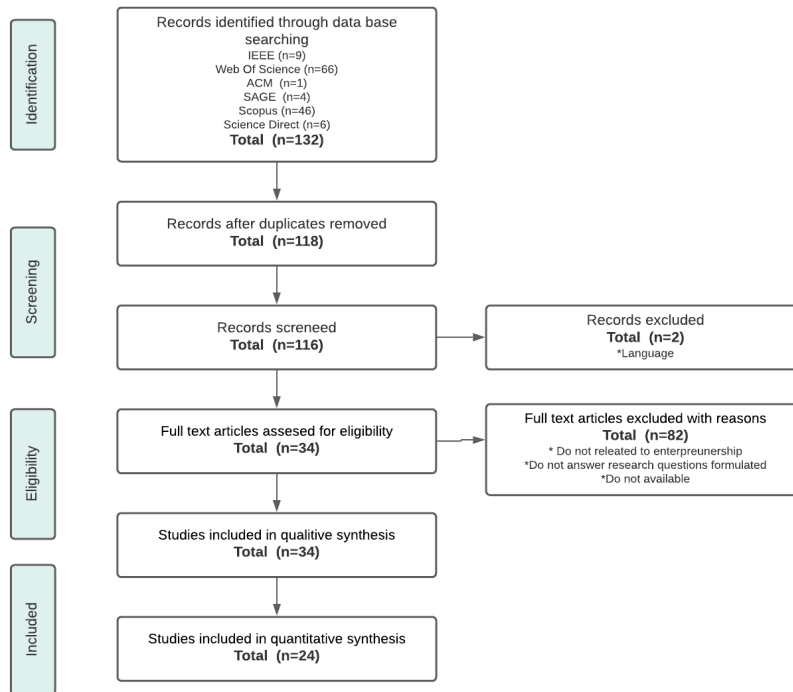 Identification
Records identified through data base
searching
IEEE (n=9)
Web Of Science (n=66)
ACM (n=1)
SAGE (n=4)
Scopus (n=46)
Science Direct (n=6)
Total (n=132)
Records after duplicates removed
Total (n=118)
Screening
Records screneed
Total (n=116)
Records excluded
Total (n=2)
*Language
Eligibility
Full text articles assesed for eligibility
Total (n=34)
Full text articles excluded with reasons
Total (n=82)
* Do not releated to enterpreunership
*Do not answer research questions formulated
*Do not available
Studies included in qualitive synthesis
Total (n=34)
Included
Studies included in quantitative synthesis
Total (n=24)